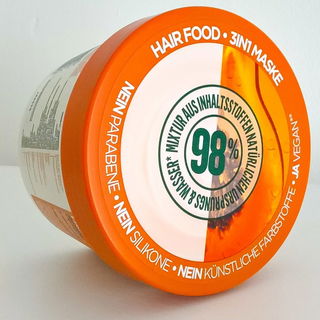 HAIR FOOD • 3IN1 MASKE
NEIN PARABENE • NEIN SILIKONE • NEIN KÜNSTLICHE FARBSTOFFE • JA VEGAN**
98%
MIXTUR AUS INHALTSSTOFFEN NATÜRLICHEN URSPRUNGS & WASSER*